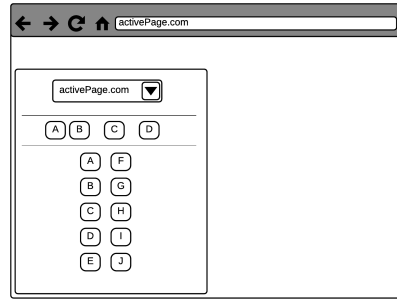 activePage.com
activePage.com
A B C D
A F
B G
C H
D I
E J